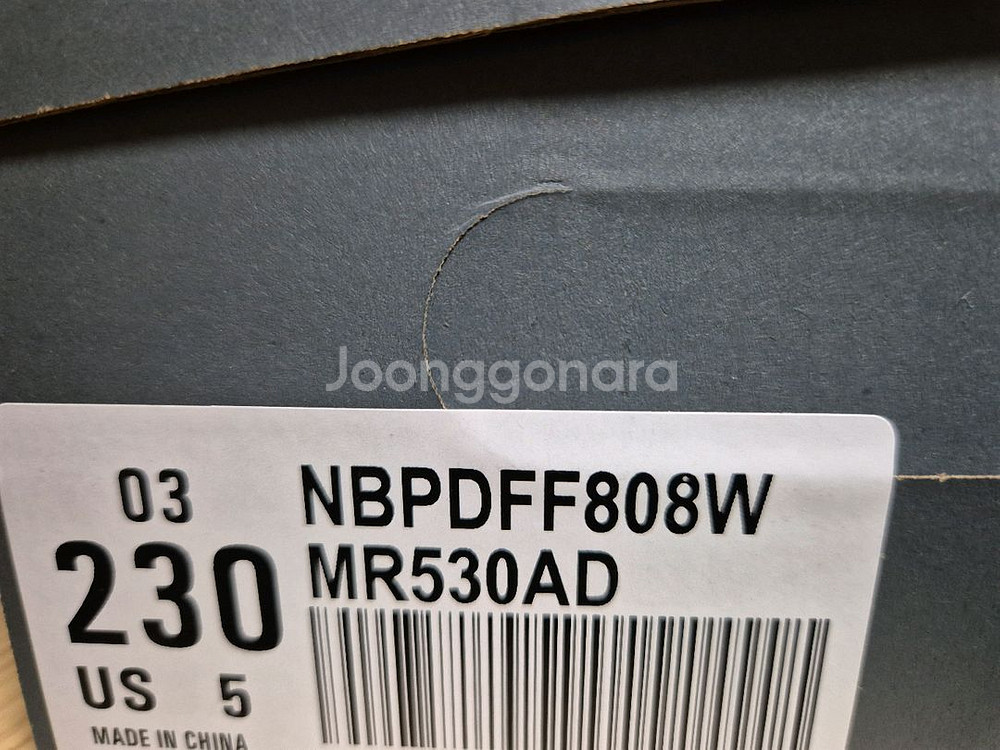 Joonggonara
03 NBPDFF808W
230 MR530AD
US 5
MADE IN CHINA